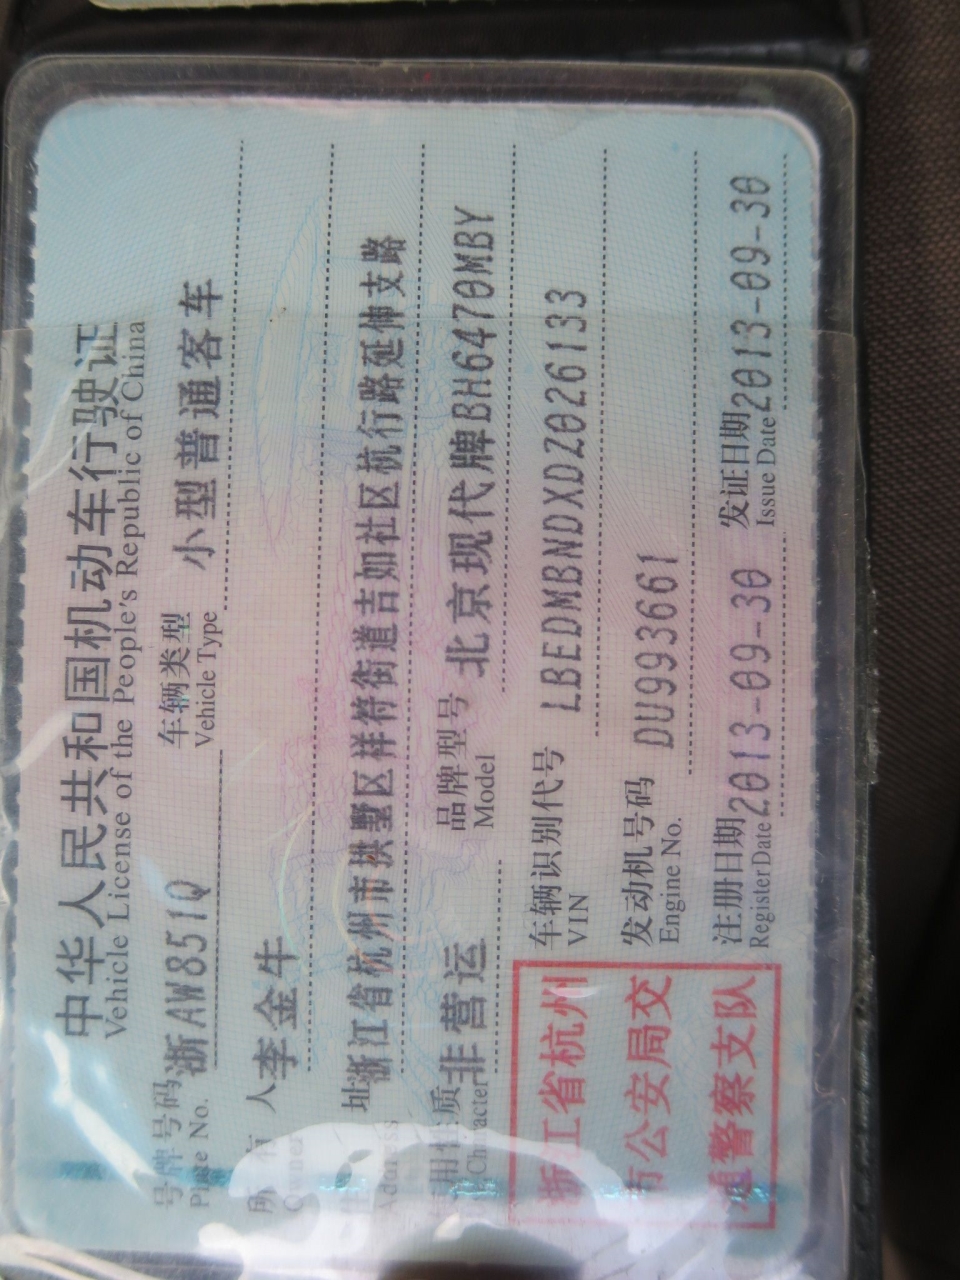 中华人民共和国机动车行驶证
Vehicle License of the People's Republic of China
号牌号码 浙AW851Q 车辆类型 小型普通客车
Plate No. Vehicle Type
所有人 李金牛
Owner
住址 浙江省杭州市拱墅区祥符街道吉如社区杭行路延伸支路
Address
使用性质 非营运 品牌型号 北京现代牌BH6470MBY
Use Character Model
浙江省杭州
市公安局交
通警察支队
车辆识别代号 LBEDMBNDXDZ026133
VIN
发动机号码 DU993661
Engine No.
注册日期 2013-09-30 发证日期 2013-09-30
Register Date Issue Date